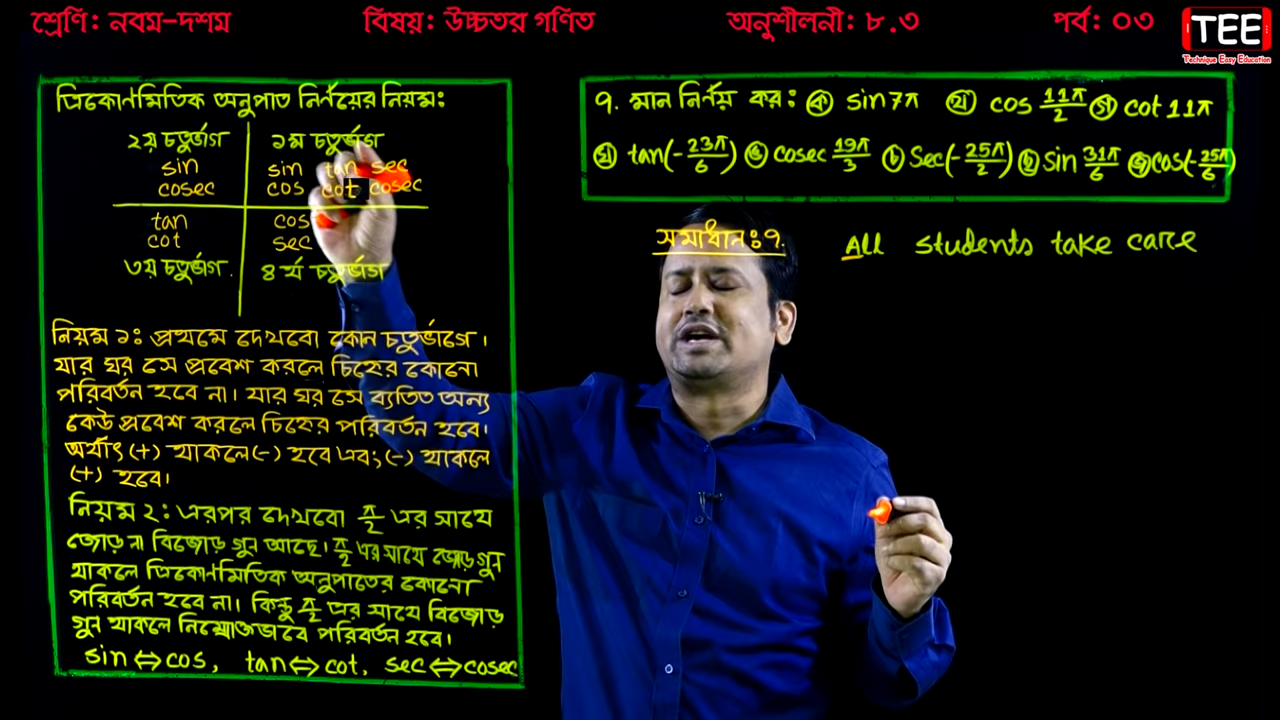 শ্রেণি: নবম-দশম বিষয়: উচ্চতর গণিত অনুশীলনী: ৮.৩ পর্ব: ০৩
TEE
Technique Easy Education
ত্রিকোণমিতিক অনুপাত নির্ণয়ের নিয়ম:
২য় চতুর্ভাগ ১ম চতুর্ভাগ
sin sin tan sec
cosec cos cot cosec
tan cos
cot sec
৩য় চতুর্ভাগ. ৪র্থ চতুর্ভাগ
নিয়ম ১: প্রথমে দেখবো কোন চতুর্ভাগে।
যার ঘর সে প্রবেশ করলে চিহ্নের কোনো
পরিবর্তন হবে না। যার ঘর সে ব্যতিত অন্য
কেউ প্রবেশ করলে চিহ্নের পরিবর্তন হবে।
অর্থাৎ (+) থাকলে (-) হবে এবং (-) থাকলে
(+) হবে।
নিয়ম ২: এরপর দেখবো π/2 এর সাথে
জোড় না বিজোড় গুন আছে। π/2 এর সাথে জোড় গুন
থাকলে ত্রিকোণমিতিক অনুপাতের কোনো
পরিবর্তন হবে না। কিন্তু π/2 এর সাথে বিজোড়
গুন থাকলে নিম্মোক্তভাবে পরিবর্তন হবে।
sin⇔cos, tan⇔cot, sec⇔cosec
৭. মান নির্ণয় কর: ক sin 7π খ cos 11π/2 গ cot 11π
ঘ tan(-23π/6) ঙ cosec 19π/3 চ Sec(-25π/2) ছ sin 31π/6 জ cos(-25π/6)
সমাধান: ৭.
All students take care